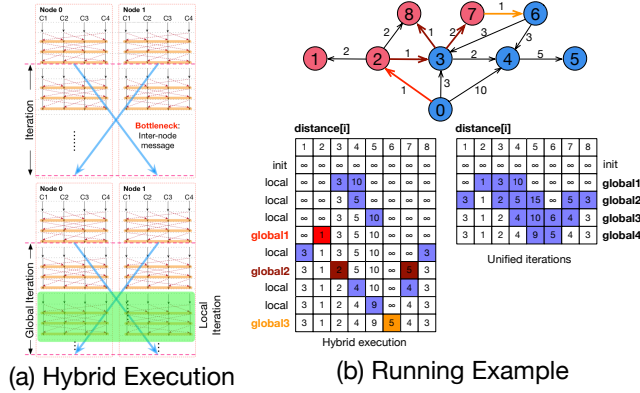 Node 0 Node 1
C1 C2 C3 C4 C1 C2 C3 C4
Iteration
Bottleneck:
Inter-node
message
Node 0 Node 1
C1 C2 C3 C4 C1 C2 C3 C4
Global Iteration
Local
Iteration
(a) Hybrid Execution
8 7 1 6
2 1 2 3 3
1 2 2 1 3 2 4 5 5
1 3 10
0
distance[i]
1 2 3 4 5 6 7 8
init ∞ ∞ ∞ ∞ ∞ ∞ ∞ ∞
local ∞ ∞ 3 10 ∞ ∞ ∞ ∞
local ∞ ∞ 3 5 ∞ ∞ ∞ ∞
local ∞ ∞ 3 5 10 ∞ ∞ ∞
global1 ∞ 1 3 5 10 ∞ ∞ ∞
local 3 1 3 5 10 ∞ ∞ 3
global2 3 1 2 5 10 ∞ 5 3
local 3 1 2 4 10 ∞ 4 3
local 3 1 2 4 9 ∞ 4 3
global3 3 1 2 4 9 5 4 3
Hybrid execution
distance[i]
1 2 3 4 5 6 7 8
∞ ∞ ∞ ∞ ∞ ∞ ∞ ∞ init
∞ 1 3 10 ∞ ∞ ∞ ∞ global1
3 1 2 5 15 ∞ 5 3 global2
3 1 2 4 10 6 4 3 global3
3 1 2 4 9 5 4 3 global4
Unified iterations
(b) Running Example